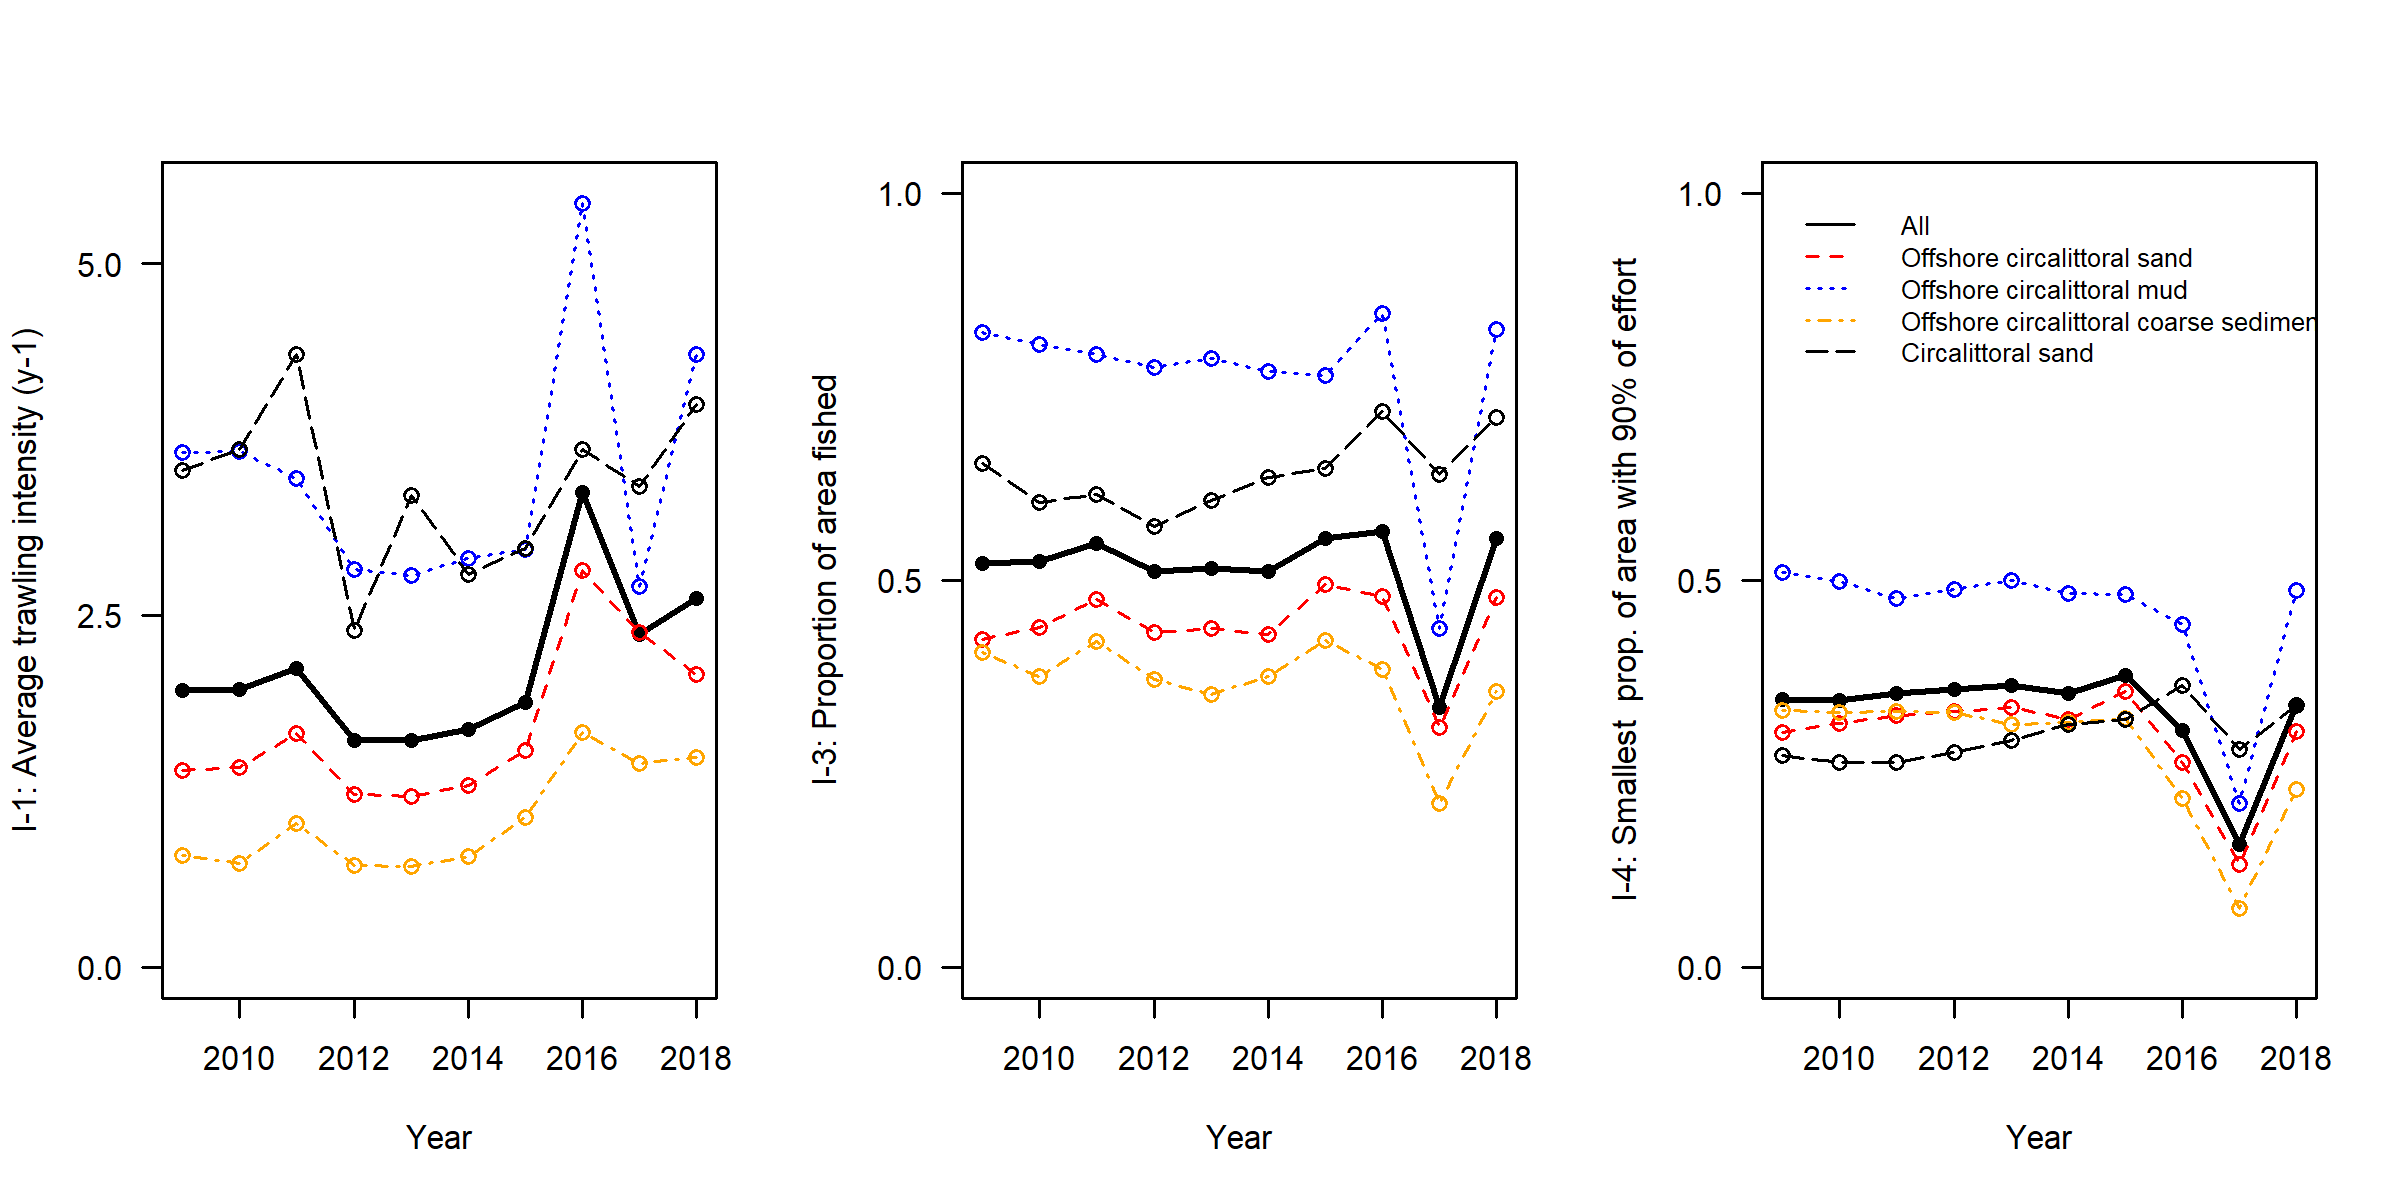 I-1: Average trawling intensity (y-1)
5.0
2.5
0.0
2010 2012 2014 2016 2018
Year
I-3: Proportion of area fished
1.0
0.5
0.0
2010 2012 2014 2016 2018
Year
I-4: Smallest prop. of area with 90% of effort
1.0
0.5
0.0
All
Offshore circalittoral sand
Offshore circalittoral mud
Offshore circalittoral coarse sedimen
Circalittoral sand
2010 2012 2014 2016 2018
Year